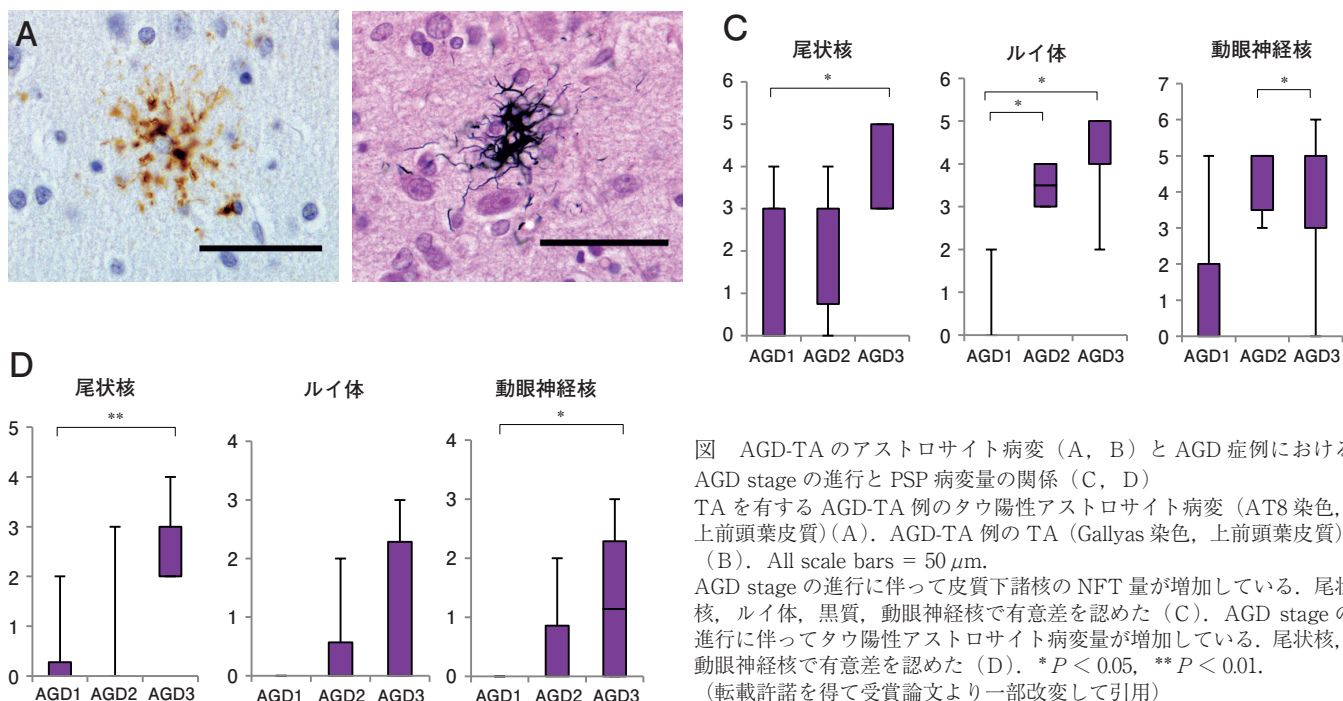 A
C
尾状核
*
6
5
4
3
2
1
0
AGD1 AGD2 AGD3
ルイ体
*
*
6
5
4
3
2
1
0
AGD1 AGD2 AGD3
動眼神経核
*
7
6
5
4
3
2
1
0
AGD1 AGD2 AGD3
D
尾状核
**
5
4
3
2
1
0
AGD1 AGD2 AGD3
ルイ体
4
3
2
1
0
AGD1 AGD2 AGD3
動眼神経核
*
4
3
2
1
0
AGD1 AGD2 AGD3
図 AGD-TA のアストロサイト病変（A，B）と AGD 症例における
AGD stage の進行と PSP 病変量の関係（C，D）
TA を有する AGD-TA 例のタウ陽性アストロサイト病変（AT8 染色，
上前頭葉皮質）（A）．AGD-TA 例の TA（Gallyas 染色，上前頭葉皮質）
（B）．All scale bars = 50 μm.
AGD stage の進行に伴って皮質下諸核の NFT 量が増加している．尾状
核，ルイ体，黒質，動眼神経核で有意差を認めた（C）．AGD stage の
進行に伴ってタウ陽性アストロサイト病変量が増加している．尾状核，
動眼神経核で有意差を認めた（D）．*P < 0.05，**P < 0.01.
（転載許諾を得て受賞論文より一部改変して引用）